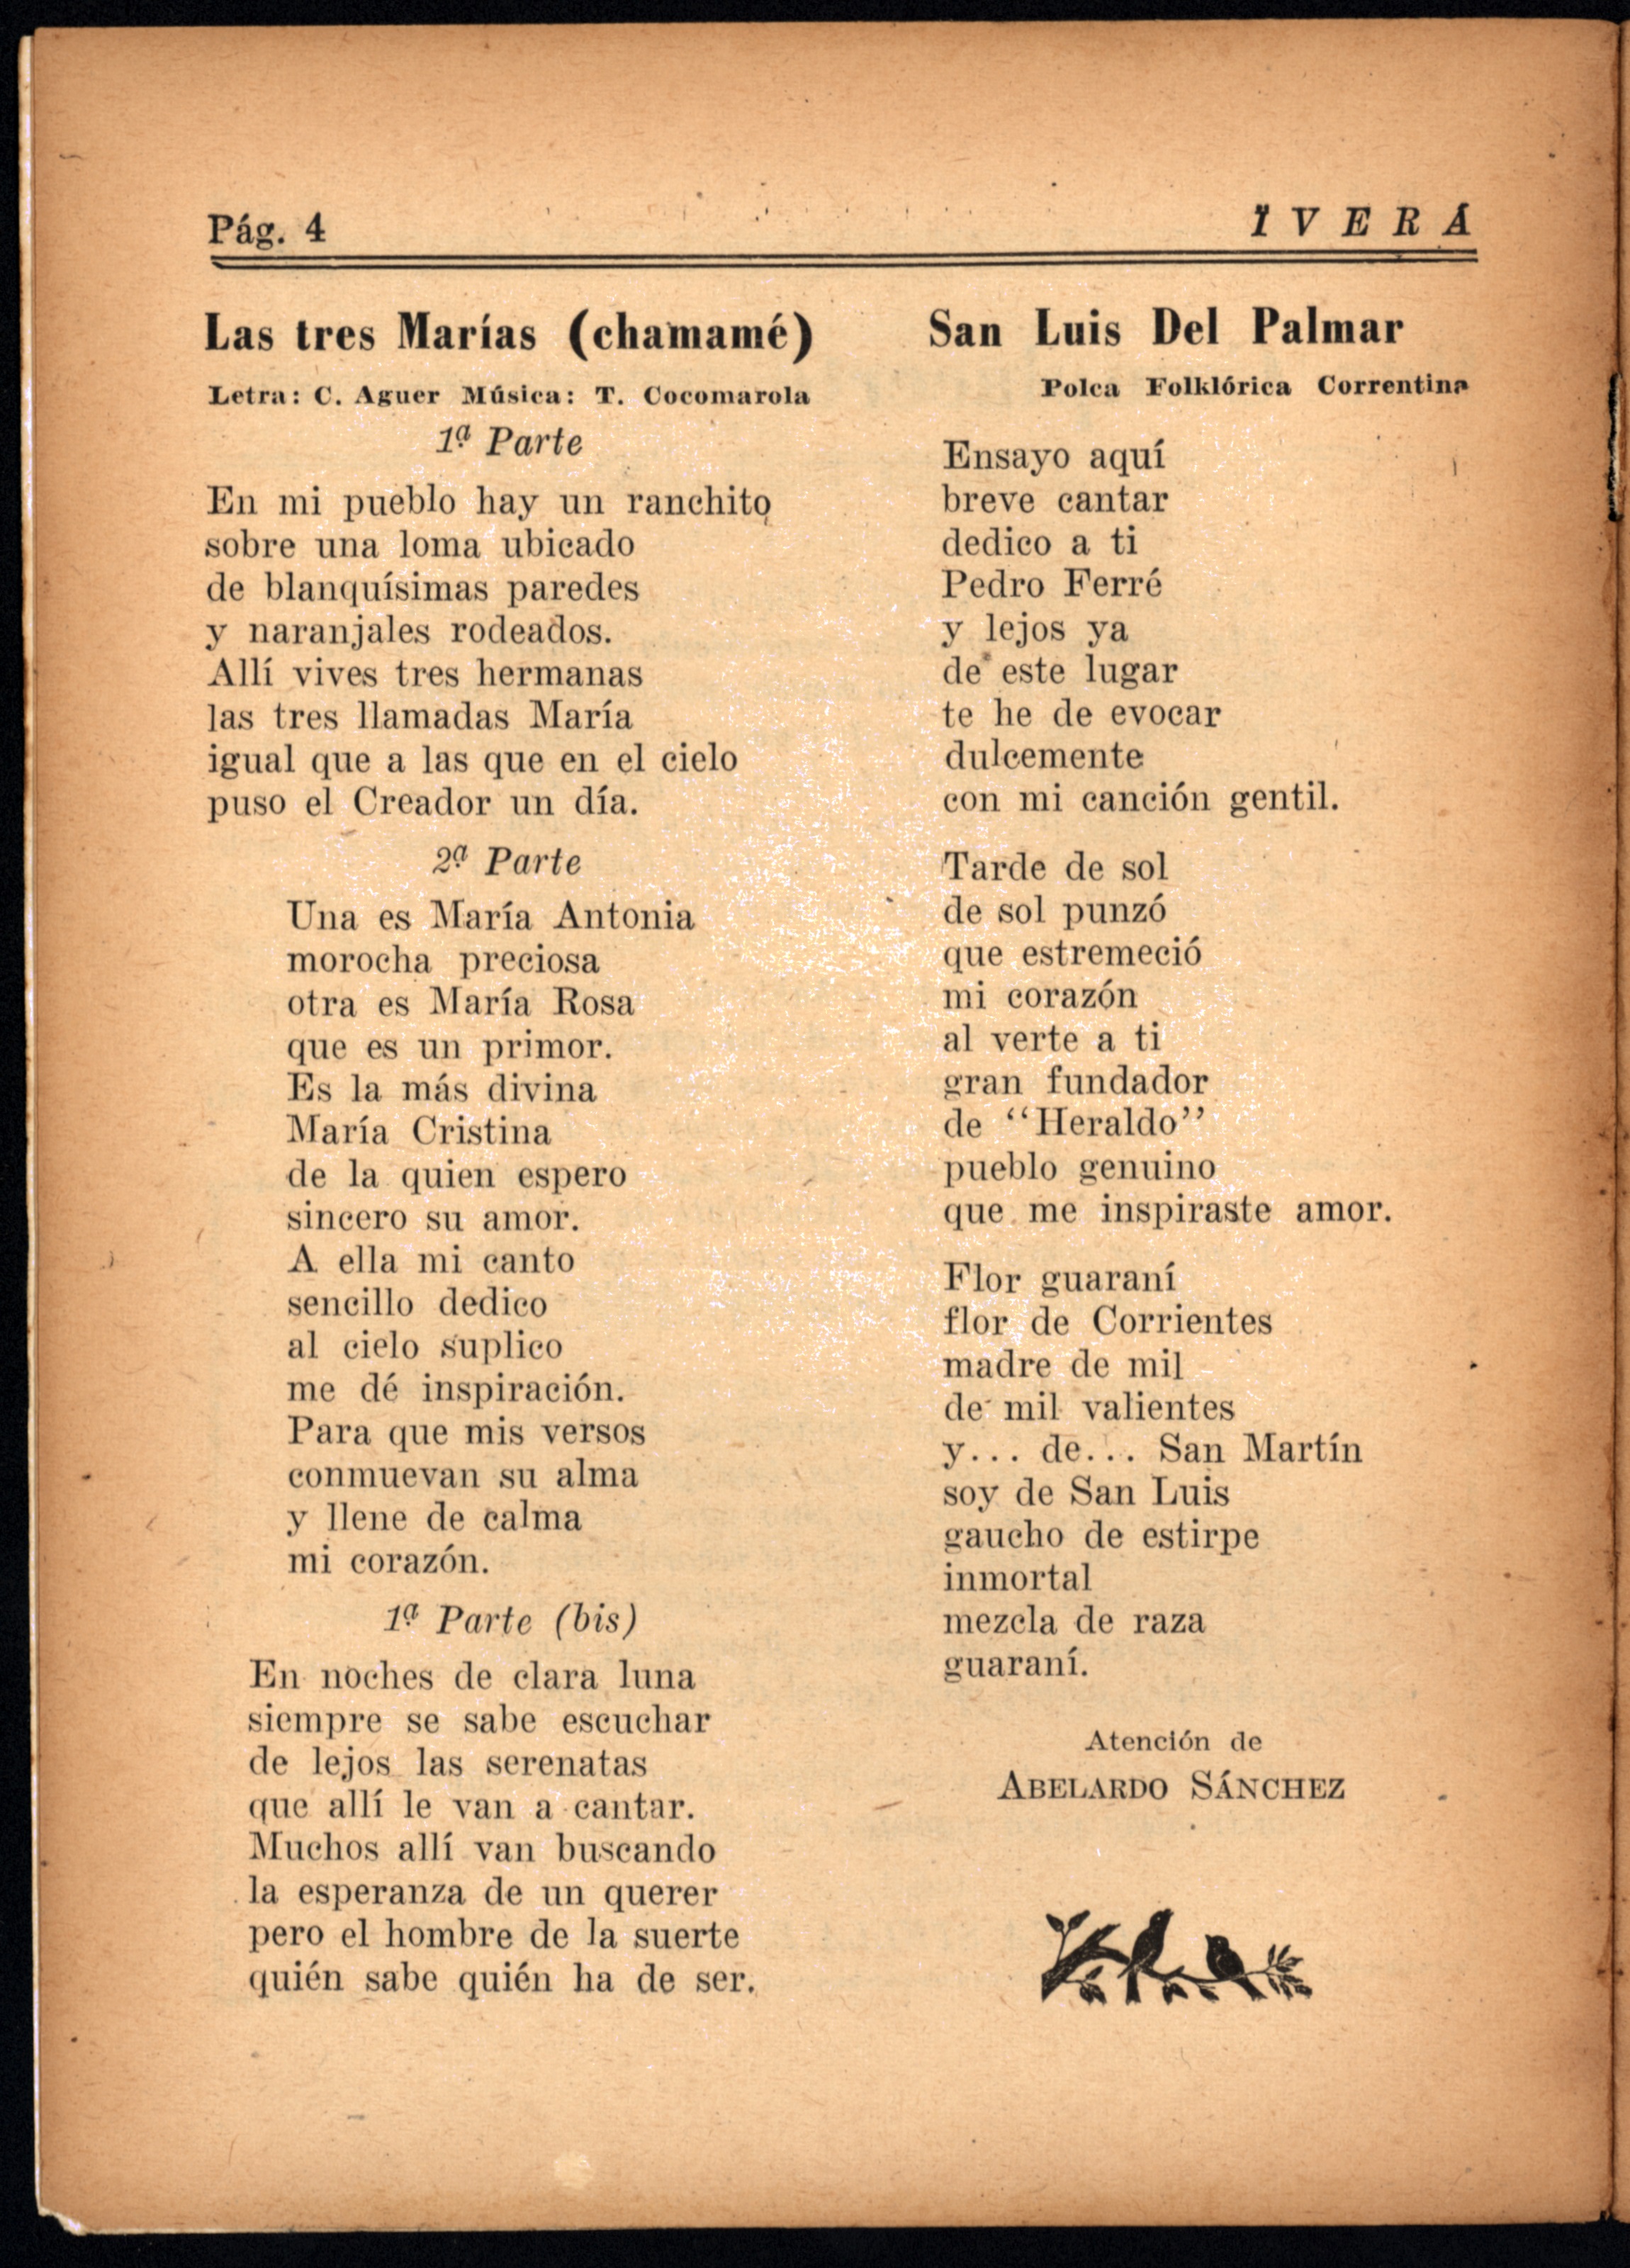 Pág. 4
Ï V E R Á
Las tres Marías (chamamé)
Letra: C. Aguer Música: T. Cocomarola
1ª Parte
En mi pueblo hay un ranchito
sobre una loma ubicado
de blanquísimas paredes
y naranjales rodeados.
Allí vives tres hermanas
las tres llamadas María
igual que a las que en el cielo
puso el Creador un día.
2ª Parte
Una es María Antonia
morocha preciosa
otra es María Rosa
que es un primor.
Es la más divina
María Cristina
de la quien espero
sincero su amor.
A ella mi canto
sencillo dedico
al cielo suplico
me dé inspiración.
Para que mis versos
conmuevan su alma
y llene de calma
mi corazón.
1ª Parte (bis)
En noches de clara luna
siempre se sabe escuchar
de lejos las serenatas
que allí le van a cantar.
Muchos allí van buscando
la esperanza de un querer
pero el hombre de la suerte
quién sabe quién ha de ser.
San Luis Del Palmar
Polca Folklórica Correntina
Ensayo aquí
breve cantar
dedico a ti
Pedro Ferré
y lejos ya
de este lugar
te he de evocar
dulcemente
con mi canción gentil.
Tarde de sol
de sol punzó
que estremeció
mi corazón
al verte a ti
gran fundador
de "Heraldo"
pueblo genuino
que me inspiraste amor.
Flor guaraní
flor de Corrientes
madre de mil
de mil valientes
y... de... San Martín
soy de San Luis
gaucho de estirpe
inmortal
mezcla de raza
guaraní.
Atención de
ABELARDO SÁNCHEZ